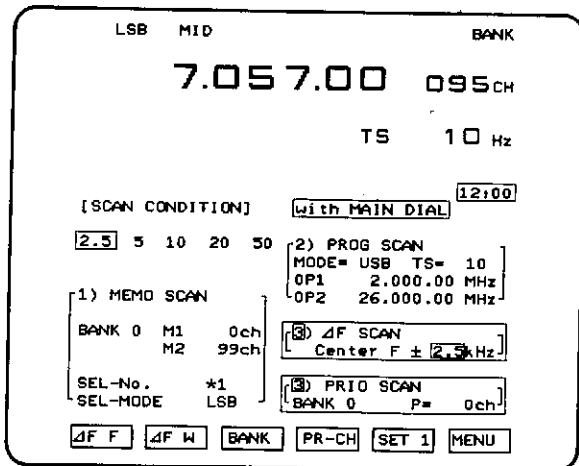 LSB MID BANK
7.057.00 095CH
TS 10 Hz
12:00
[SCAN CONDITION] with MAIN DIAL
2.5 5 10 20 50
2) PROG SCAN
MODE= USB TS= 10
OP1 2.000.00 MHz
OP2 26.000.00 MHz
1) MEMO SCAN
BANK 0 M1 0ch
M2 99ch
SEL-No. *1
SEL-MODE LSB
3) ⊿F SCAN
Center F ± 2.5kHz
3) PRIO SCAN
BANK 0 P= 0ch
⊿F F ⊿F W BANK PR-CH SET 1 MENU